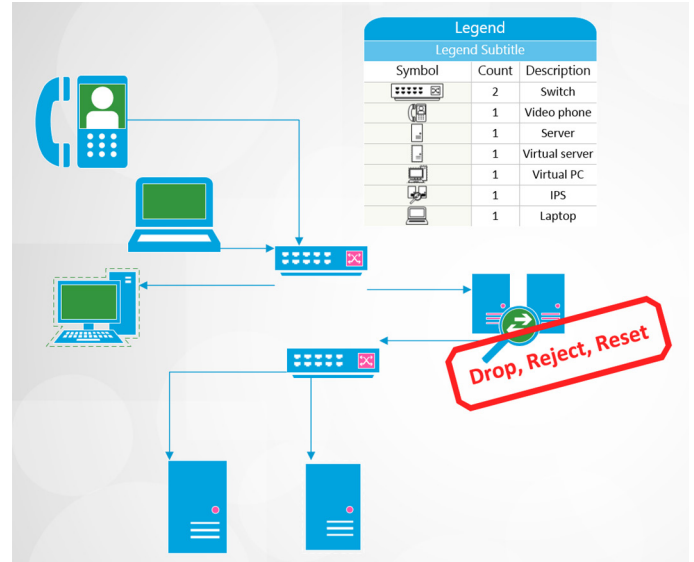 Legend
Legend Subtitle
Symbol Count Description
2 Switch
1 Video phone
1 Server
1 Virtual server
1 Virtual PC
1 IPS
1 Laptop
Drop, Reject, Reset